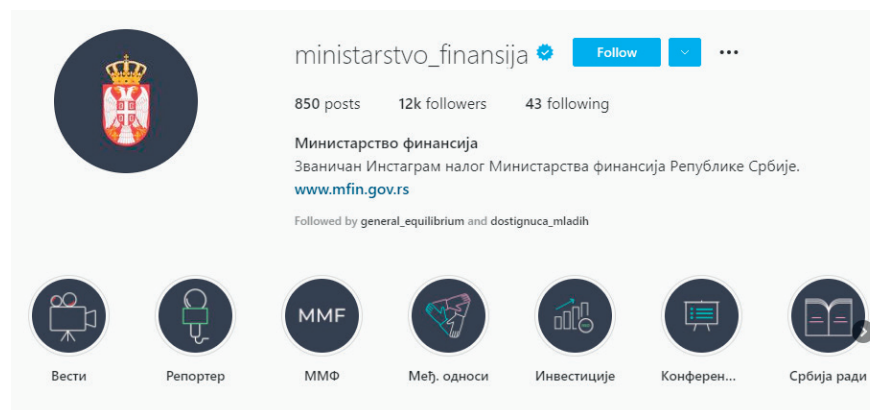 ministarstvo_finansija Follow
850 posts 12k followers 43 following
Министарство финансија
Званичан Инстаграм налог Министарства финансија Републике Србије.
www.mfin.gov.rs
Followed by general_equilibrium and dostignuca_mladih
MMF
Вести Репортер ММФ Међ. односи Инвестиције Конферен... Србија ради